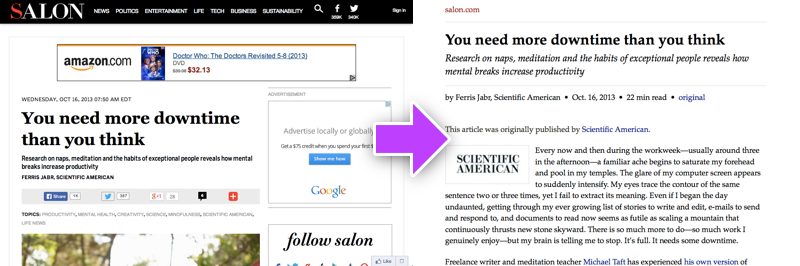 SALON
NEWS POLITICS ENTERTAINMENT LIFE TECH BUSINESS SUSTAINABILITY
359K 340K
Sign in
amazon.com
Doctor Who: The Doctors Revisited 5-8 (2013)
DVD
$39.98 $32.13
WEDNESDAY, OCT 16, 2013 07:50 AM EDT
You need more downtime
than you think
Research on naps, meditation and the habits of exceptional people reveals how mental
breaks increase productivity
FERRIS JABR, SCIENTIFIC AMERICAN
Share 1K 367 +1 28
TOPICS: PRODUCTIVITY, MENTAL HEALTH, CREATIVITY, SCIENCE, MINDFULNESS, SCIENTIFIC AMERICAN,
LIFE NEWS
ADVERTISEMENT
Advertise locally or globally
Get a $75 credit when you spend your first
Show me how
Google
follow salon
Like
salon.com
You need more downtime than you think
Research on naps, meditation and the habits of exceptional people reveals how
mental breaks increase productivity
by Ferris Jabr, Scientific American • Oct. 16, 2013 • 22 min read • original
This article was originally published by Scientific American.
SCIENTIFIC
AMERICAN
Every now and then during the workweek—usually around three
in the afternoon—a familiar ache begins to saturate my forehead
and pool in my temples. The glare of my computer screen appears
to suddenly intensify. My eyes trace the contour of the same
sentence two or three times, yet I fail to extract its meaning. Even if I began the day
undaunted, getting through my ever growing list of stories to write and edit, e-mails to send
and respond to, and documents to read now seems as futile as scaling a mountain that
continuously thrusts new stone skyward. There is so much more to do—so much work I
genuinely enjoy—but my brain is telling me to stop. It's full. It needs some downtime.
Freelance writer and meditation teacher Michael Taft has experienced his own version of